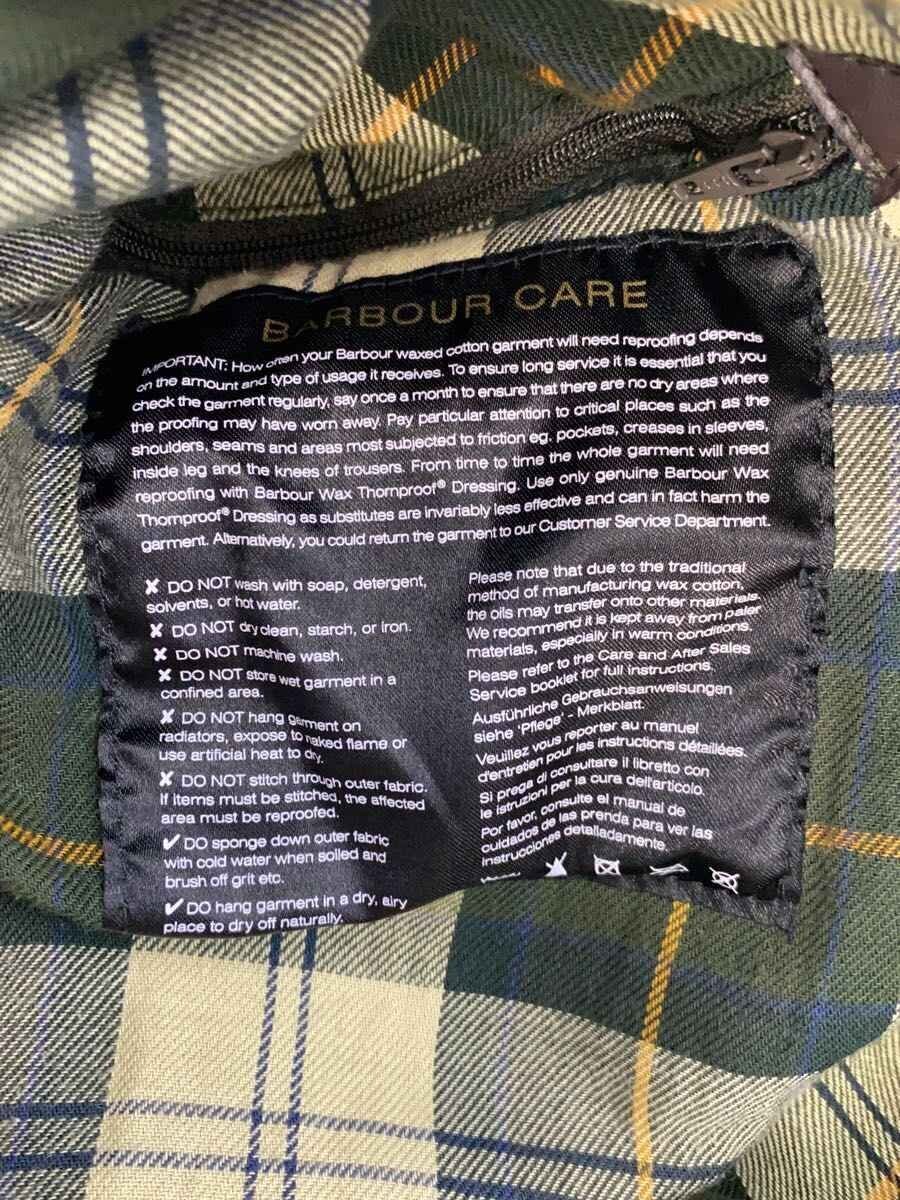 BARBOUR CARE
IMPORTANT: How often your Barbour waxed cotton garment will need reproofing depends
on the amount and type of usage it receives. To ensure long service it is essential that you
check the garment regularly, say once a month to ensure that there are no dry areas where
the proofing may have worn away. Pay particular attention to critical places such as the
shoulders, seams and areas most subjected to friction eg. pockets, creases in sleeves,
inside leg and the knees of trousers. From time to time the whole garment will need
reproofing with Barbour Wax Thornproof® Dressing. Use only genuine Barbour Wax
Thornproof® Dressing as substitutes are invariably less effective and can in fact harm the
garment. Alternatively, you could return the garment to our Customer Service Department.
✘ DO NOT wash with soap, detergent,
solvents, or hot water.
✘ DO NOT dry clean, starch, or iron.
✘ DO NOT machine wash.
✘ DO NOT store wet garment in a
confined area.
✘ DO NOT hang garment on
radiators, expose to naked flame or
use artificial heat to dry.
✘ DO NOT stitch through outer fabric.
If items must be stitched, the affected
area must be reproofed.
✔ DO sponge down outer fabric
with cold water when soiled and
brush off grit etc.
✔ DO hang garment in a dry, airy
place to dry off naturally.
Please note that due to the traditional
method of manufacturing wax cotton,
the oils may transfer onto other materials.
We recommend it is kept away from paler
materials, especially in warm conditions.
Please refer to the Care and After Sales
Service booklet for full instructions.
Ausführliche Gebrauchsanweisungen
siehe 'Pflege' - Merkblatt.
Veuillez vous reporter au manuel
d'entretien pour les instructions détaillées.
Si prega di consultare il libretto con
le istruzioni per la cura dell'articolo.
Por favor, consulte el manual de
cuidados de las prenda para ver las
instrucciones detalladamente.